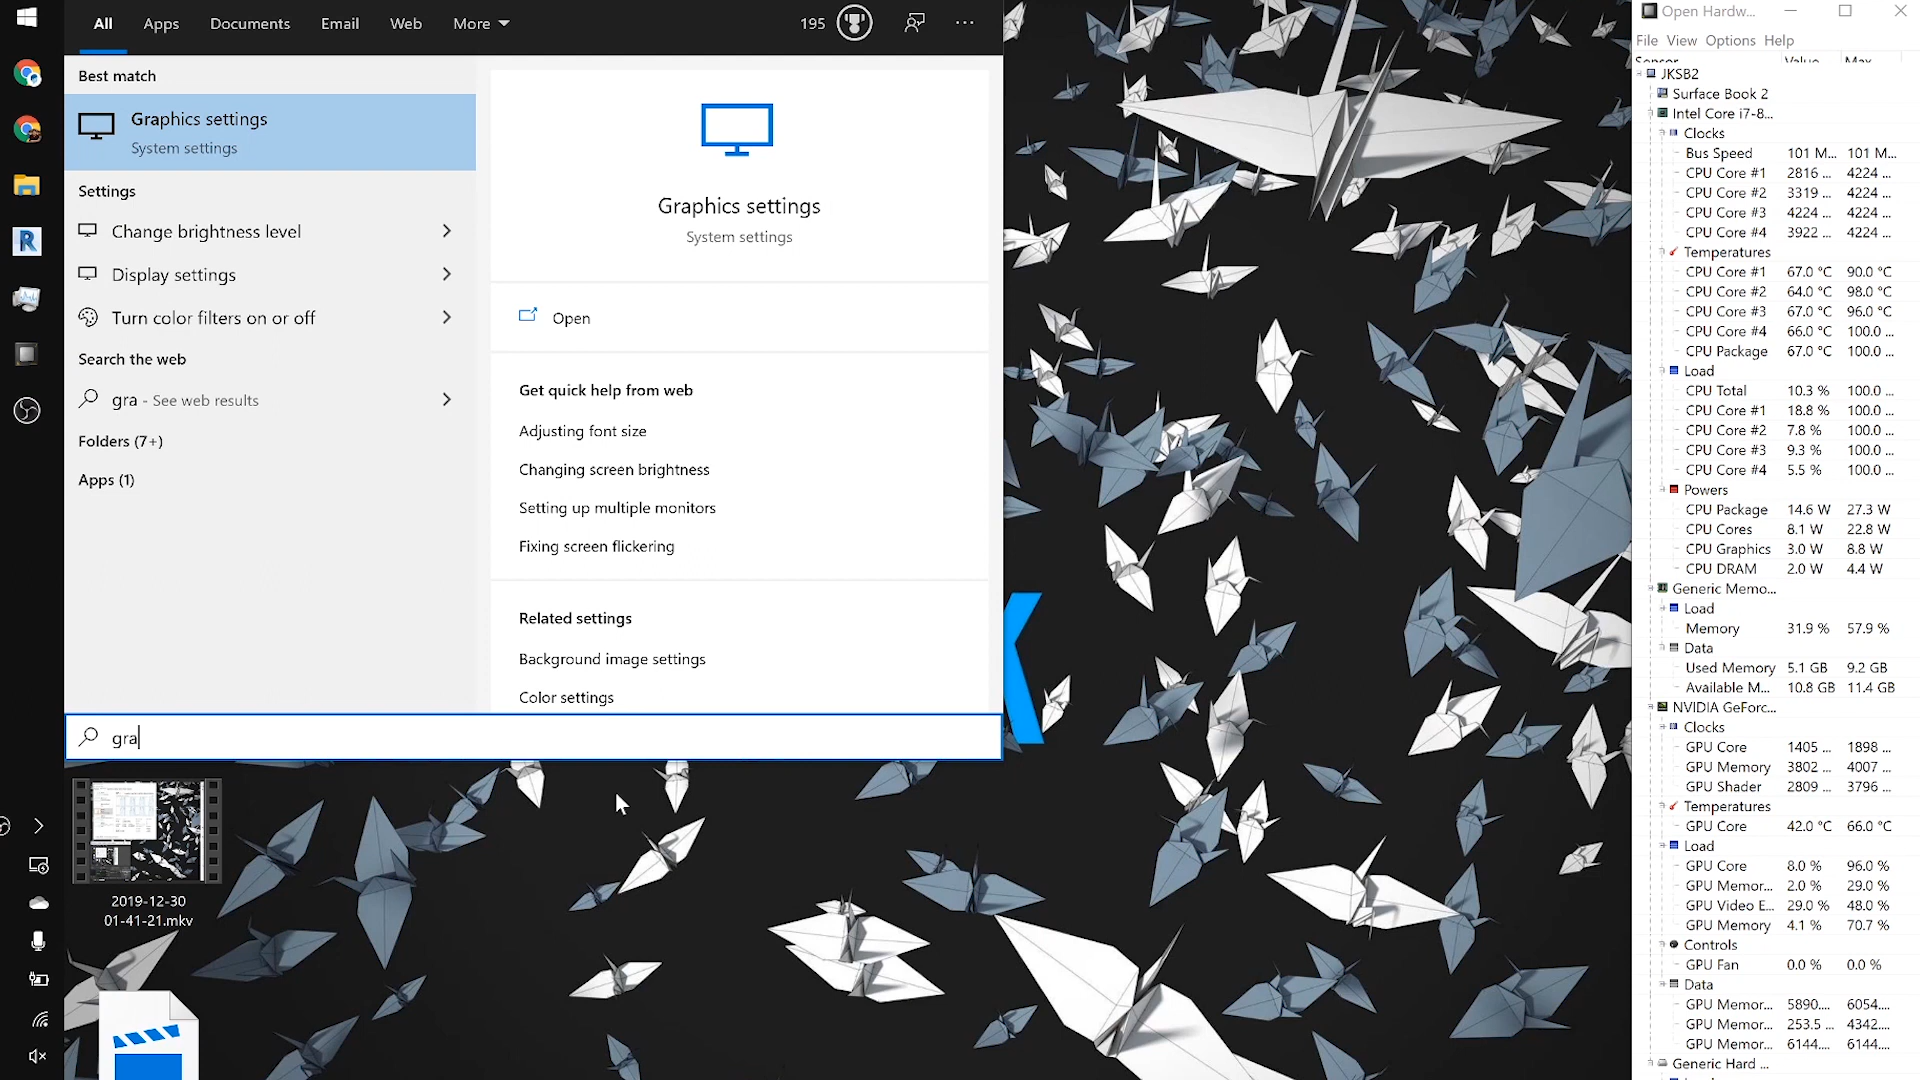 All Apps Documents Email Web More 195
Best match
Graphics settings
System settings
Settings
Change brightness level
Display settings
Turn color filters on or off
Search the web
gra - See web results
Folders (7+)
Apps (1)
Graphics settings
System settings
Open
Get quick help from web
Adjusting font size
Changing screen brightness
Setting up multiple monitors
Fixing screen flickering
Related settings
Background image settings
Color settings
gra
2019-12-30
01-41-21.mkv
Open Hardw...
File View Options Help
Sensor Value Max
JKSB2
Surface Book 2
Intel Core i7-8...
Clocks
Bus Speed 101 M... 101 M...
CPU Core #1 2816 ... 4224 ...
CPU Core #2 3319 ... 4224 ...
CPU Core #3 4224 ... 4224 ...
CPU Core #4 3922 ... 4224 ...
Temperatures
CPU Core #1 67.0 °C 90.0 °C
CPU Core #2 64.0 °C 98.0 °C
CPU Core #3 67.0 °C 96.0 °C
CPU Core #4 66.0 °C 100.0 ...
CPU Package 67.0 °C 100.0 ...
Load
CPU Total 10.3 % 100.0 ...
CPU Core #1 18.8 % 100.0 ...
CPU Core #2 7.8 % 100.0 ...
CPU Core #3 9.3 % 100.0 ...
CPU Core #4 5.5 % 100.0 ...
Powers
CPU Package 14.6 W 27.3 W
CPU Cores 8.1 W 22.8 W
CPU Graphics 3.0 W 8.8 W
CPU DRAM 2.0 W 4.4 W
Generic Memo...
Load
Memory 31.9 % 57.9 %
Data
Used Memory 5.1 GB 9.2 GB
Available M... 10.8 GB 11.4 GB
NVIDIA GeForc...
Clocks
GPU Core 1405 ... 1898 ...
GPU Memory 3802 ... 4007 ...
GPU Shader 2809 ... 3796 ...
Temperatures
GPU Core 42.0 °C 66.0 °C
Load
GPU Core 8.0 % 96.0 %
GPU Memor... 2.0 % 29.0 %
GPU Video E... 29.0 % 48.0 %
GPU Memory 4.1 % 70.7 %
Controls
GPU Fan 0.0 % 0.0 %
Data
GPU Memor... 5890.... 6054....
GPU Memor... 253.5 ... 4342....
GPU Memor... 6144.... 6144....
Generic Hard ...